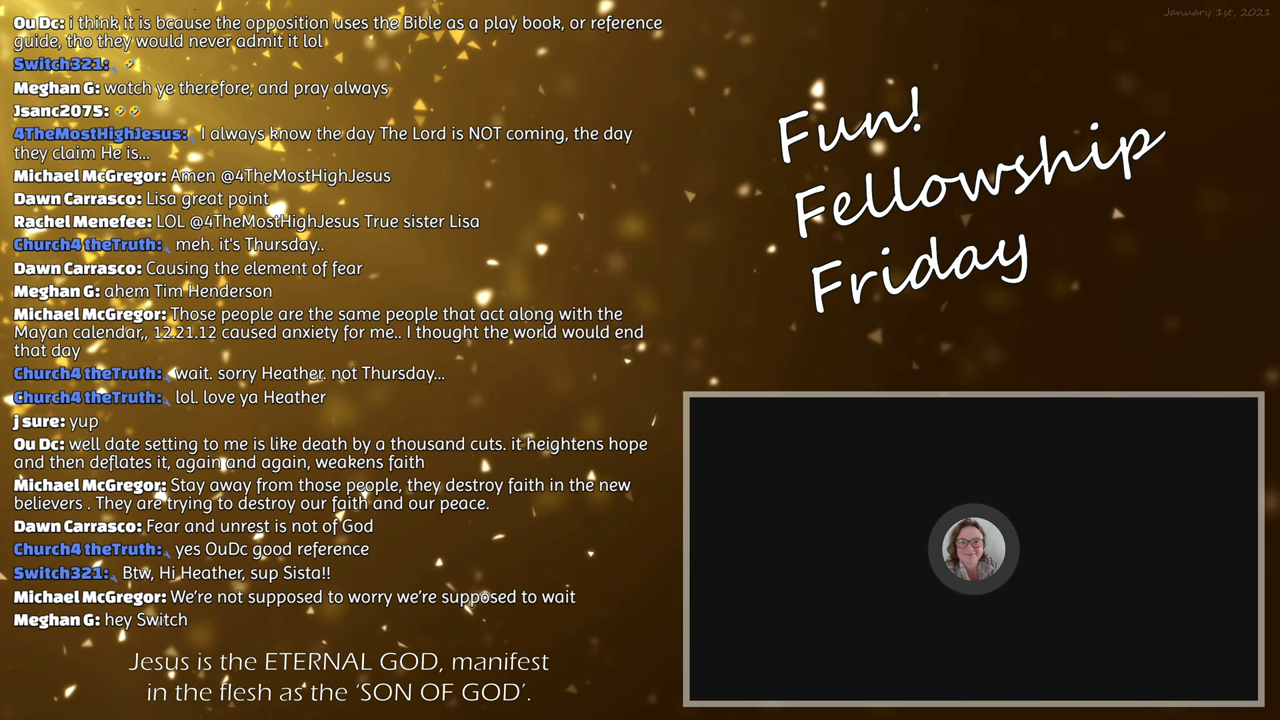 Ou Dc: i think it is bcause the opposition uses the Bible as a play book, or reference
guide, tho they would never admit it lol
Switch321:
Meghan G: watch ye therefore, and pray always
Jsanc2075:
4TheMostHighJesus: I always know the day The Lord is NOT coming, the day
they claim He is...
Michael McGregor: Amen @4TheMostHighJesus
Dawn Carrasco: Lisa great point
Rachel Menefee: LOL @4TheMostHighJesus True sister Lisa
Church4 theTruth: meh. it's Thursday..
Dawn Carrasco: Causing the element of fear
Meghan G: ahem Tim Henderson
Michael McGregor: Those people are the same people that act along with the
Mayan calendar,, 12.21.12 caused anxiety for me.. I thought the world would end
that day
Church4 theTruth: wait. sorry Heather. not Thursday...
Church4 theTruth: lol. love ya Heather
j sure: yup
Ou Dc: well date setting to me is like death by a thousand cuts. it heightens hope
and then deflates it, again and again, weakens faith
Michael McGregor: Stay away from those people, they destroy faith in the new
believers . They are trying to destroy our faith and our peace.
Dawn Carrasco: Fear and unrest is not of God
Church4 theTruth: yes OuDc good reference
Switch321: Btw, Hi Heather, sup Sista!!
Michael McGregor: We're not supposed to worry we're supposed to wait
Meghan G: hey Switch
Jesus is the ETERNAL GOD, manifest
in the flesh as the ‘SON OF GOD’.
January 1st, 2021
Fun!
Fellowship
Friday